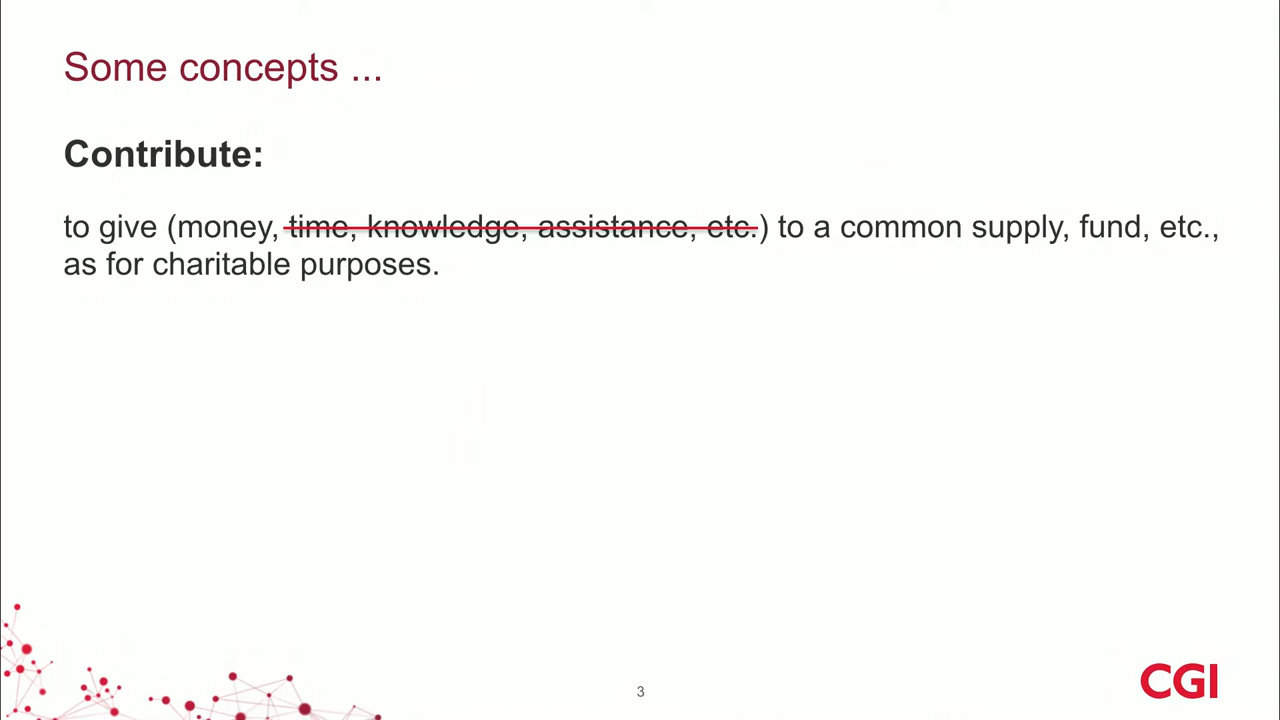 Some concepts ...
Contribute:
to give (money, time, knowledge, assistance, etc.) to a common supply, fund, etc.,
as for charitable purposes.
3
CGI